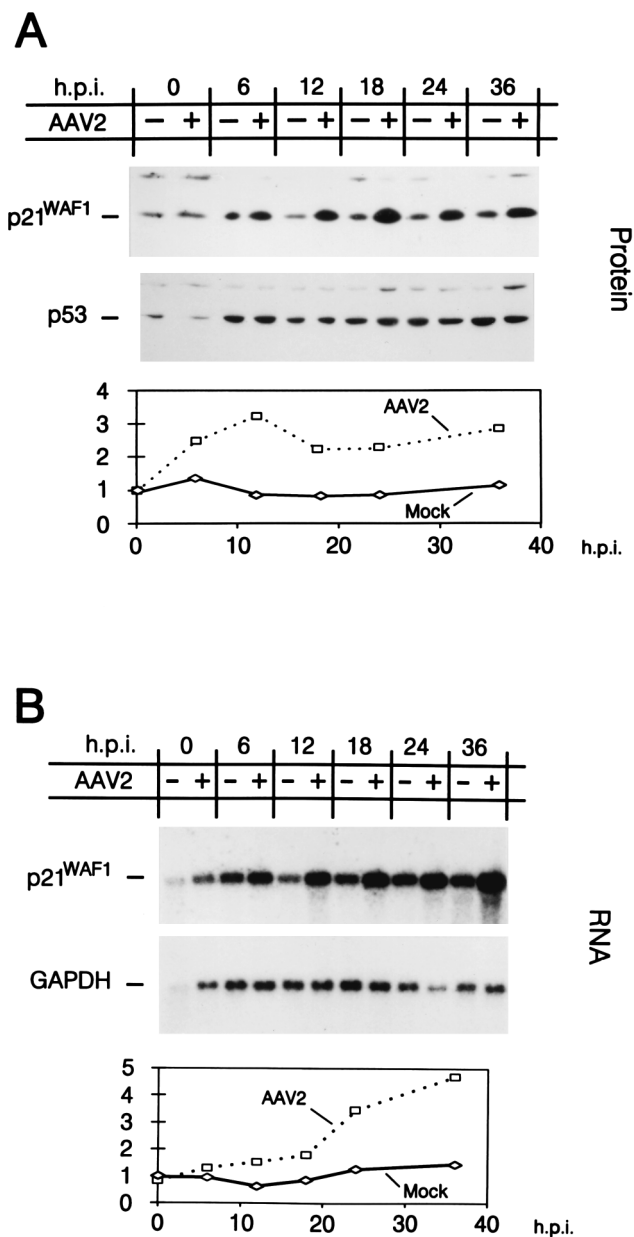 A
h.p.i. 0 6 12 18 24 36
AAV2 − + − + − + − + − + − +
p21WAF1 −
p53 −
Protein
4
3
2
1
0
AAV2
Mock
0 10 20 30 40 h.p.i.
B
h.p.i. 0 6 12 18 24 36
AAV2 − + − + − + − + − + − +
p21WAF1 −
GAPDH −
RNA
5
4
3
2
1
0
AAV2
Mock
0 10 20 30 40 h.p.i.